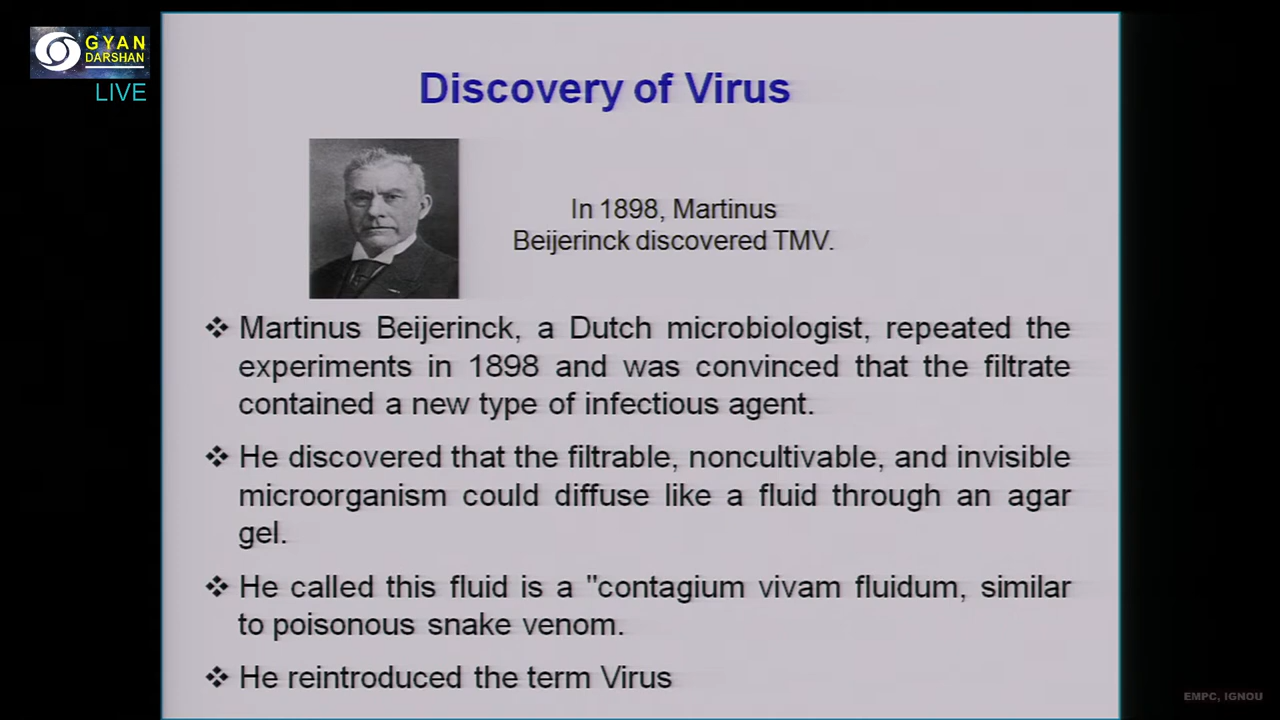 GYAN
DARSHAN
LIVE
Discovery of Virus
In 1898, Martinus
Beijerinck discovered TMV.
❖ Martinus Beijerinck, a Dutch microbiologist, repeated the
experiments in 1898 and was convinced that the filtrate
contained a new type of infectious agent.
❖ He discovered that the filtrable, noncultivable, and invisible
microorganism could diffuse like a fluid through an agar
gel.
❖ He called this fluid is a "contagium vivam fluidum, similar
to poisonous snake venom.
❖ He reintroduced the term Virus
EMPC, IGNOU